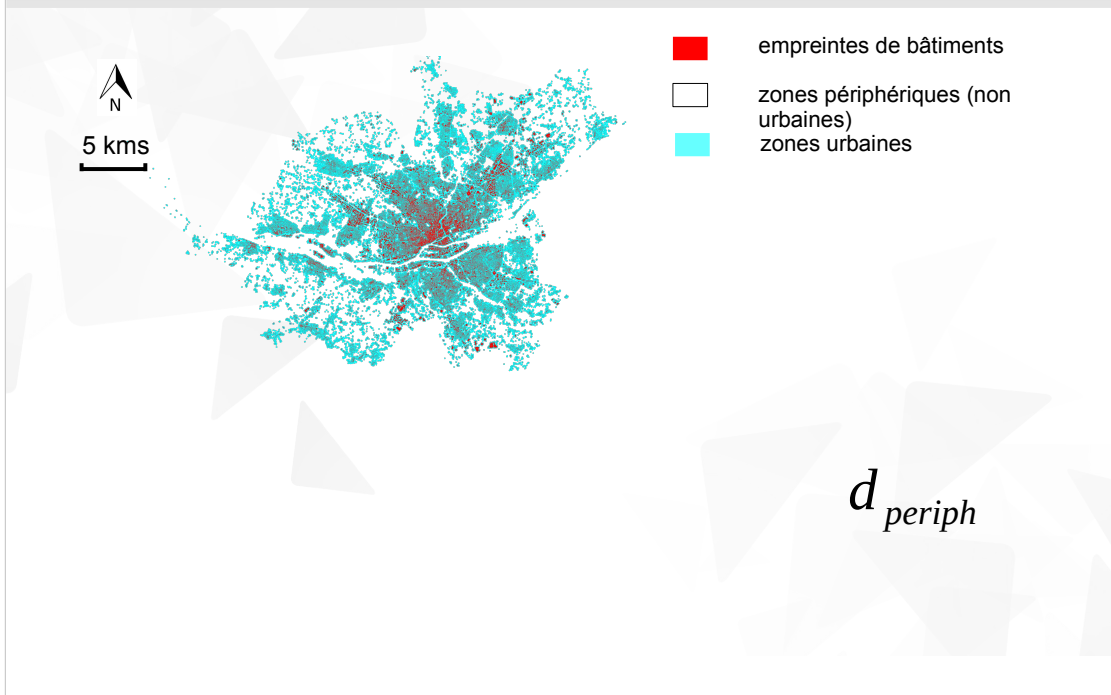 empreintes de bâtiments
zones périphériques (non
urbaines)
zones urbaines
N
5 kms
d periph